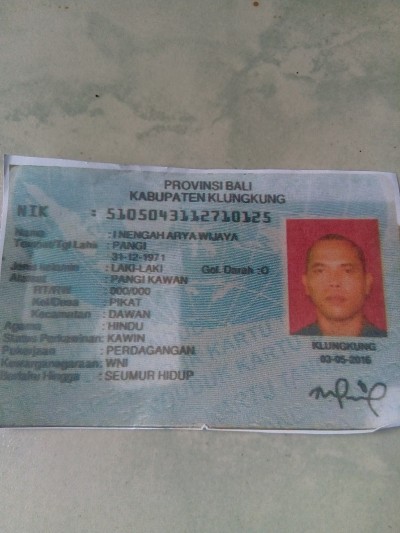 PROVINSI BALI
KABUPATEN KLUNGKUNG
NIK : 5105043112710125
Nama : I NENGAH ARYA WIJAYA
Tempat/Tgl Lahir : PANGI
31-12-1971
Jenis Kelamin : LAKI-LAKI Gol. Darah : O
Alamat : PANGI KAWAN
RT/RW : 000/000
Kel/Desa : PIKAT
Kecamatan : DAWAN
Agama : HINDU
Status Perkawinan : KAWIN
Pekerjaan : PERDAGANGAN
Kewarganegaraan : WNI
Berlaku Hingga : SEUMUR HIDUP
KLUNGKUNG
03-05-2016